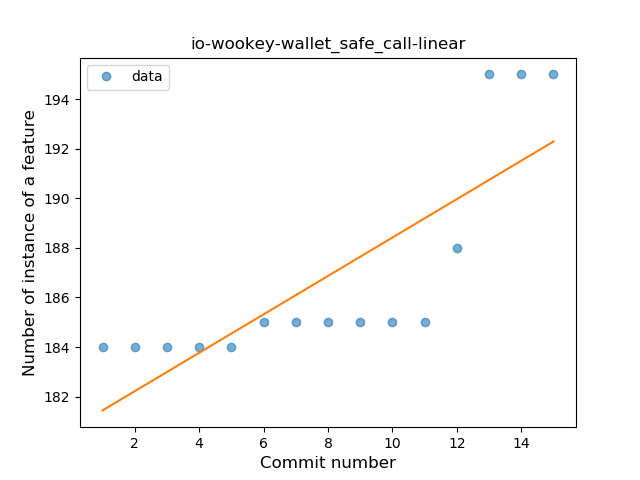 io-wookey-wallet_safe_call-linear
data
Number of instance of a feature
194
192
190
188
186
184
182
2 4 6 8 10 12 14
Commit number